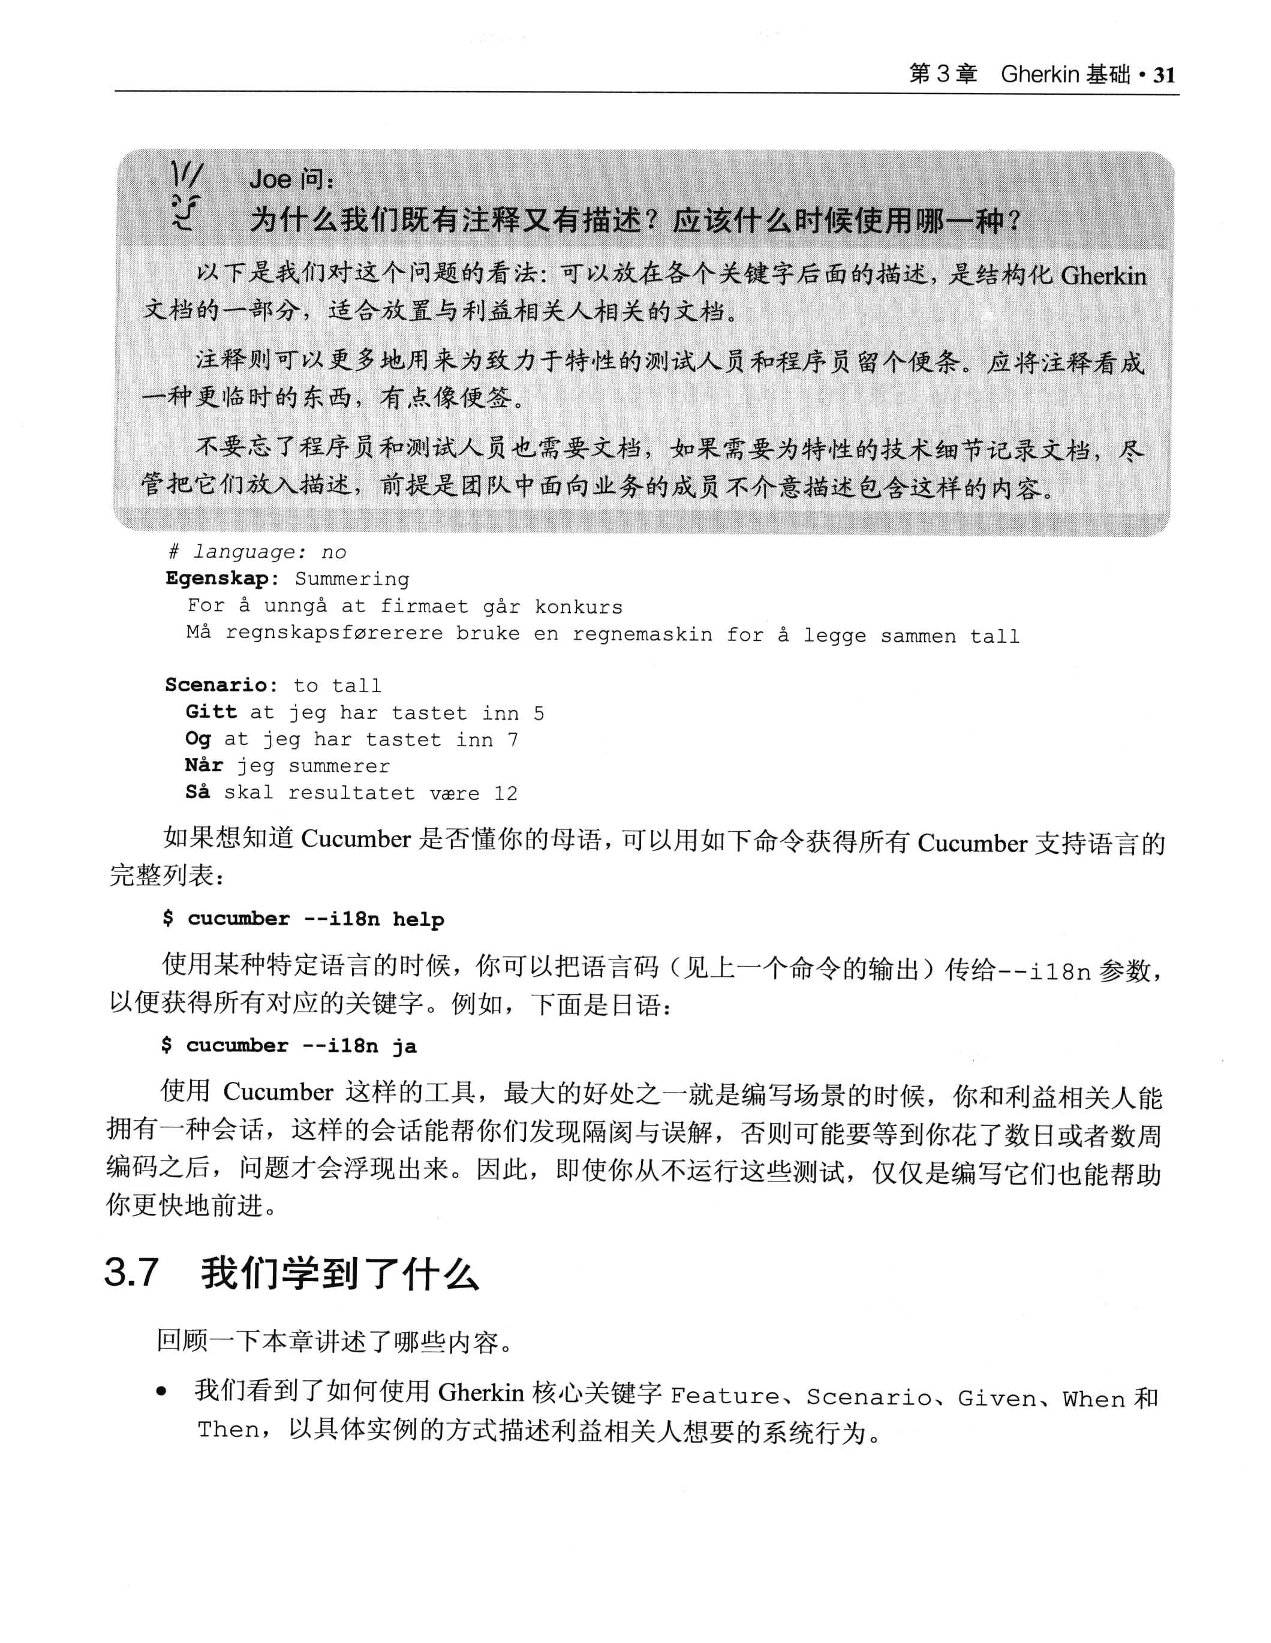 第 3 章　Gherkin 基础 • 31
Joe 问：
为什么我们既有注释又有描述？应该什么时候使用哪一种？
以下是我们对这个问题的看法：可以放在各个关键字后面的描述，是结构化 Gherkin
文档的一部分，适合放置与利益相关人相关的文档。
注释则可以更多地用来为致力于特性的测试人员和程序员留个便条。应将注释看成
一种更临时的东西，有点像便签。
不要忘了程序员和测试人员也需要文档，如果需要为特性的技术细节记录文档，尽
管把它们放入描述，前提是团队中面向业务的成员不介意描述包含这样的内容。
# language: no
Egenskap: Summering
For å unngå at firmaet går konkurs
Må regnskapsførerere bruke en regnemaskin for å legge sammen tall
Scenario: to tall
Gitt at jeg har tastet inn 5
Og at jeg har tastet inn 7
Når jeg summerer
Så skal resultatet være 12
如果想知道 Cucumber 是否懂你的母语，可以用如下命令获得所有 Cucumber 支持语言的
完整列表：
$ cucumber --i18n help
使用某种特定语言的时候，你可以把语言码（见上一个命令的输出）传给--i18n 参数，
以便获得所有对应的关键字。例如，下面是日语：
$ cucumber --i18n ja
使用 Cucumber 这样的工具，最大的好处之一就是编写场景的时候，你和利益相关人能
拥有一种会话，这样的会话能帮你们发现隔阂与误解，否则可能要等到你花了数日或者数周
编码之后，问题才会浮现出来。因此，即使你从不运行这些测试，仅仅是编写它们也能帮助
你更快地前进。
3.7　我们学到了什么
回顾一下本章讲述了哪些内容。
• 我们看到了如何使用 Gherkin 核心关键字 Feature、Scenario、Given、When 和
Then，以具体实例的方式描述利益相关人想要的系统行为。